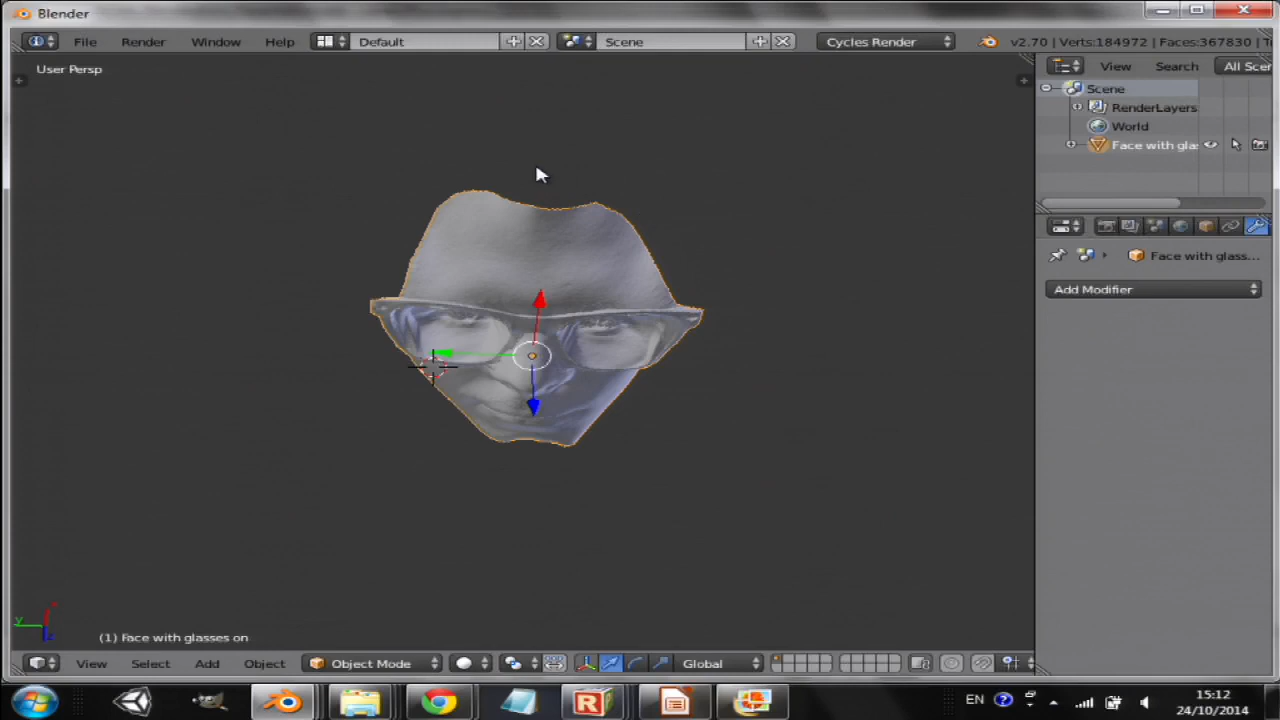 Blender
File Render Window Help Default Scene Cycles Render v2.70 | Verts:184972 | Faces:367830 |
User Persp
View Search All Scer
Scene
RenderLayers
World
Face with gla
Face with glass...
Add Modifier
(1) Face with glasses on
View Select Add Object Object Mode Global
EN
15:12
24/10/2014